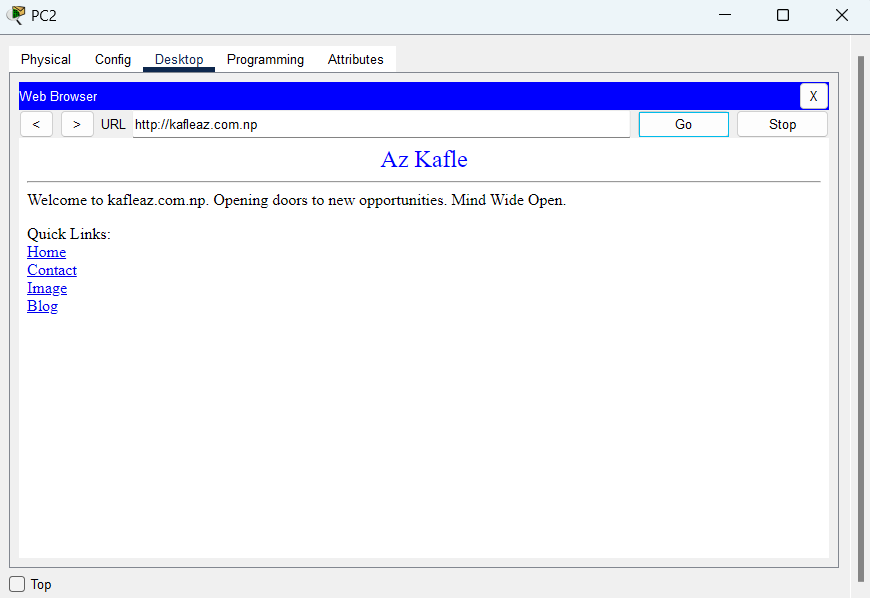 PC2
Physical Config Desktop Programming Attributes
Web Browser X
< > URL http://kafleaz.com.np Go Stop
Az Kafle
Welcome to kafleaz.com.np. Opening doors to new opportunities. Mind Wide Open.
Quick Links:
Home
Contact
Image
Blog
Top